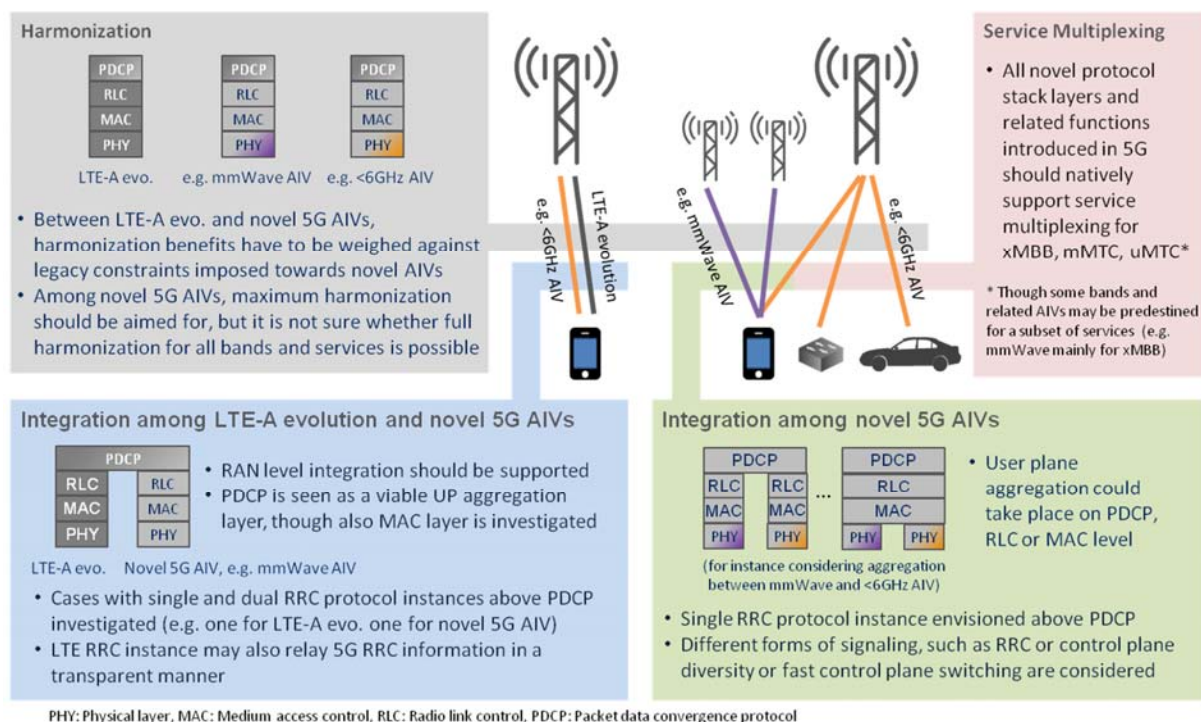 Harmonization
PDCP
RLC
MAC
PHY
LTE-A evo.
PDCP
RLC
MAC
PHY
e.g. mmWave AIV
PDCP
RLC
MAC
PHY
e.g. <6GHz AIV
• Between LTE-A evo. and novel 5G AIVs,
harmonization benefits have to be weighed against
legacy constraints imposed towards novel AIVs
• Among novel 5G AIVs, maximum harmonization
should be aimed for, but it is not sure whether full
harmonization for all bands and services is possible
e.g. <6GHz AIV
LTE-A evolution
e.g. mmWave AIV
e.g. <6GHz AIV
Service Multiplexing
• All novel protocol
stack layers and
related functions
introduced in 5G
should natively
support service
multiplexing for
xMBB, mMTC, uMTC*
* Though some bands and
related AIVs may be predestined
for a subset of services (e.g.
mmWave mainly for xMBB)
Integration among LTE-A evolution and novel 5G AIVs
PDCP
RLC
MAC
PHY
RLC
MAC
PHY
LTE-A evo.
Novel 5G AIV, e.g. mmWave AIV
• RAN level integration should be supported
• PDCP is seen as a viable UP aggregation
layer, though also MAC layer is investigated
• Cases with single and dual RRC protocol instances above PDCP
investigated (e.g. one for LTE-A evo. one for novel 5G AIV)
• LTE RRC instance may also relay 5G RRC information in a
transparent manner
Integration among novel 5G AIVs
PDCP
RLC
MAC
PHY
RLC
MAC
PHY
...
PDCP
RLC
MAC
PHY
PHY
(for instance considering aggregation
between mmWave and <6GHz AIV)
• User plane
aggregation could
take place on PDCP,
RLC or MAC level
• Single RRC protocol instance envisioned above PDCP
• Different forms of signaling, such as RRC or control plane
diversity or fast control plane switching are considered
PHY: Physical layer, MAC: Medium access control, RLC: Radio link control, PDCP: Packet data convergence protocol